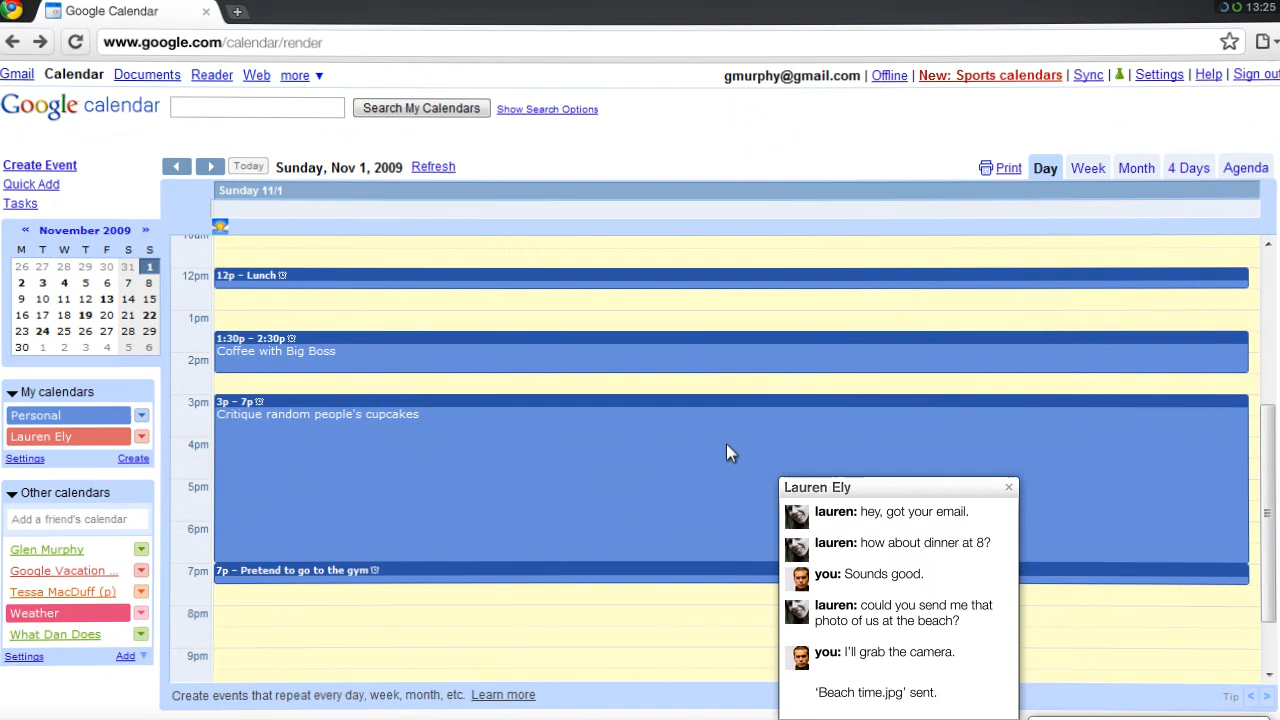 Google Calendar
13:25
www.google.com/calendar/render
Gmail Calendar Documents Reader Web more ▼
gmurphy@gmail.com | Offline | New: Sports calendars | Sync | | Settings | Help | Sign out
Google calendar
Search My Calendars
Show Search Options
Create Event
Quick Add
Tasks
Today
Sunday, Nov 1, 2009
Refresh
Print
Day
Week
Month
4 Days
Agenda
« November 2009 »
M T W T F S S
26 27 28 29 30 31 1
2 3 4 5 6 7 8
9 10 11 12 13 14 15
16 17 18 19 20 21 22
23 24 25 26 27 28 29
30 1 2 3 4 5 6
My calendars
Personal
Lauren Ely
Settings Create
Other calendars
Add a friend's calendar
Glen Murphy
Google Vacation ...
Tessa MacDuff (p)
Weather
What Dan Does
Settings Add ▼
Sunday 11/1
12pm
12p – Lunch
1pm
1:30p – 2:30p
Coffee with Big Boss
2pm
3pm
3p – 7p
Critique random people's cupcakes
4pm
5pm
6pm
7pm
7p – Pretend to go to the gym
8pm
9pm
Lauren Ely
lauren: hey, got your email.
lauren: how about dinner at 8?
you: Sounds good.
lauren: could you send me that
photo of us at the beach?
you: I'll grab the camera.
'Beach time.jpg' sent.
Create events that repeat every day, week, month, etc. Learn more
Tip < >